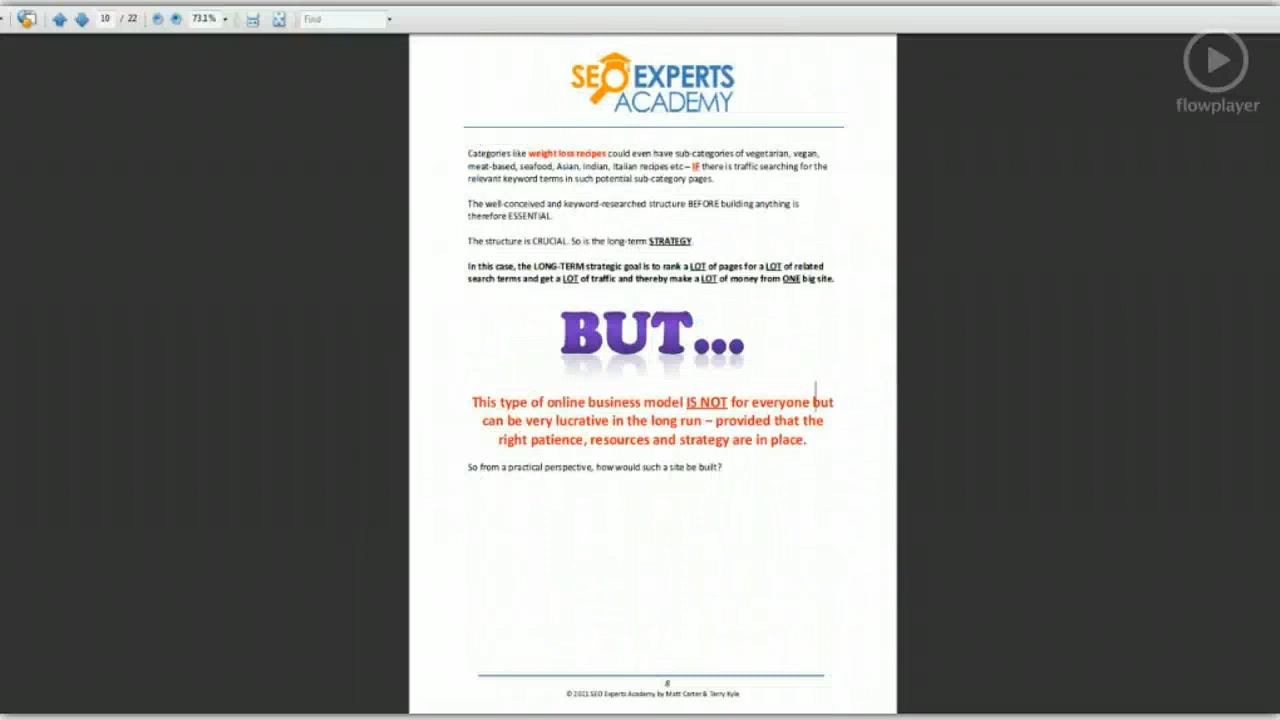 10 / 22 73.1% Find
flowplayer
SEO EXPERTS
ACADEMY
Categories like weight loss recipes could even have sub-categories of vegetarian, vegan,
meat-based, seafood, Asian, Indian, Italian recipes etc – IF there is traffic searching for the
relevant keyword terms in such potential sub-category pages.
The well-conceived and keyword-researched structure BEFORE building anything is
therefore ESSENTIAL.
The structure is CRUCIAL. So is the long-term STRATEGY.
In this case, the LONG-TERM strategic goal is to rank a LOT of pages for a LOT of related
search terms and get a LOT of traffic and thereby make a LOT of money from ONE big site.
BUT...
This type of online business model IS NOT for everyone but
can be very lucrative in the long run – provided that the
right patience, resources and strategy are in place.
So from a practical perspective, how would such a site be built?
8
© 2011 SEO Experts Academy by Matt Carter & Terry Kyle